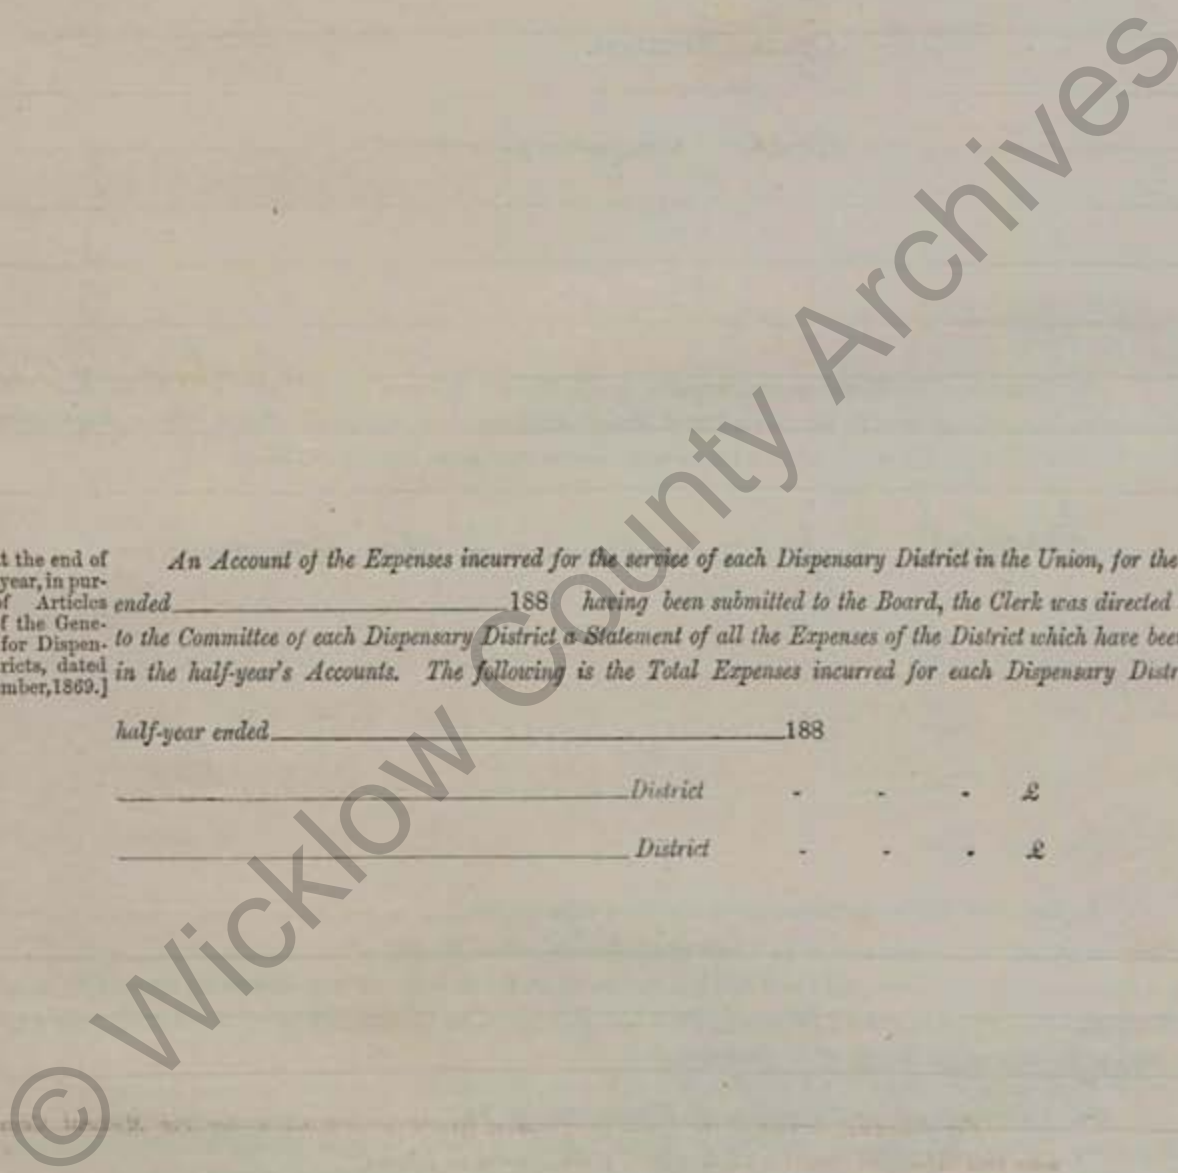 t the end of
year, in pur-
f Articles
f the Gene-
for Dispen-
ricts, dated
mber, 1869.]
An Account of the Expenses incurred for the service of each Dispensary District in the Union, for the
ended 188 having been submitted to the Board, the Clerk was directed
to the Committee of each Dispensary District a Statement of all the Expenses of the District which have bee
in the half-year's Accounts. The following is the Total Expenses incurred for each Dispensary Distr
half-year ended 188
District - - - £
District - - - £
© Wicklow County Archives